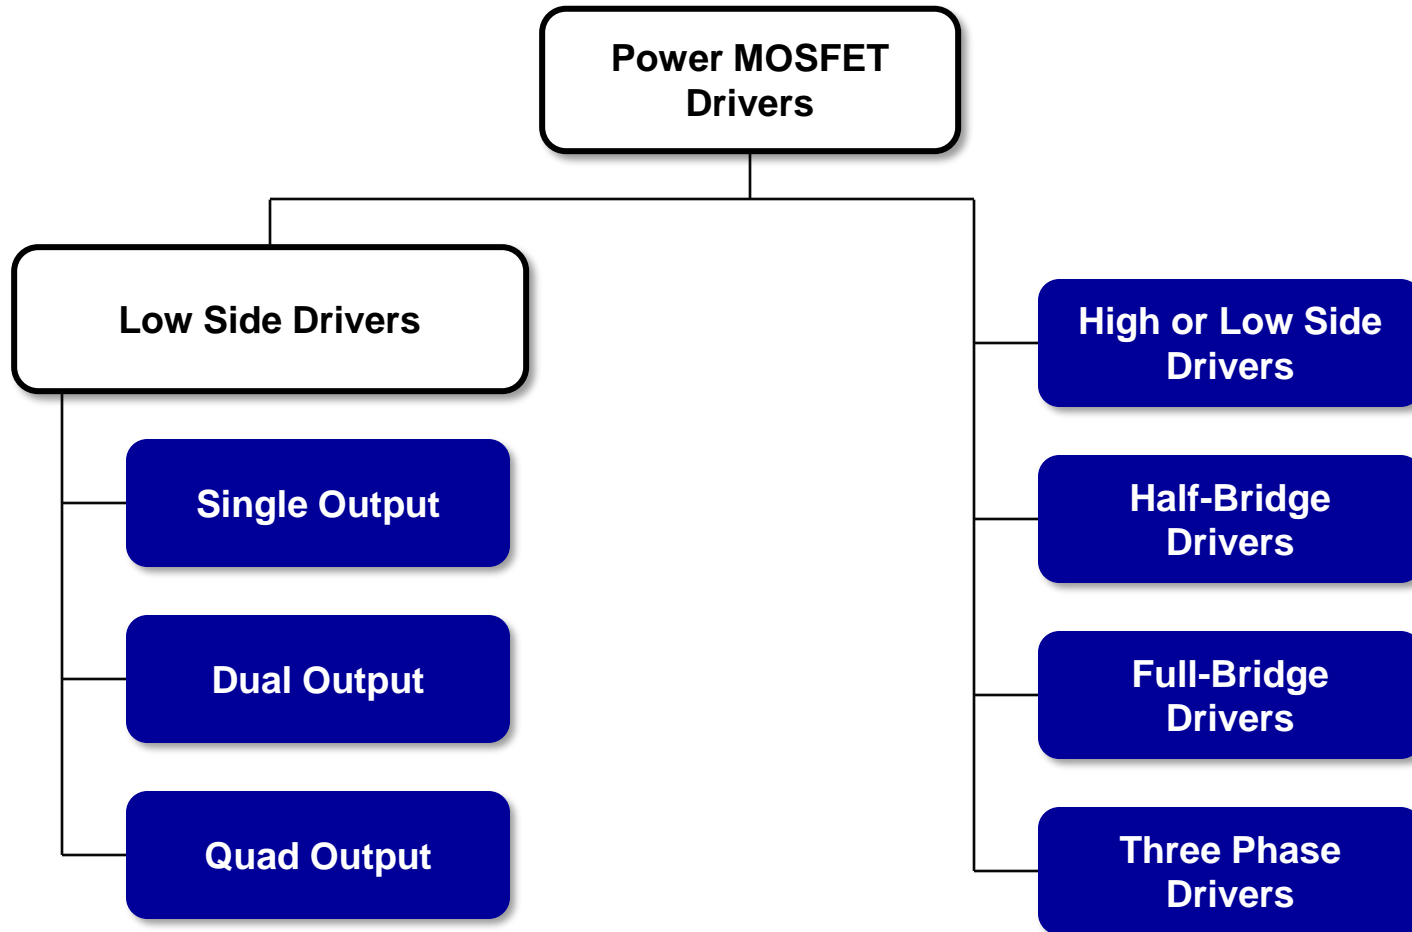 Power MOSFET
Drivers
Low Side Drivers
Single Output
Dual Output
Quad Output
High or Low Side
Drivers
Half-Bridge
Drivers
Full-Bridge
Drivers
Three Phase
Drivers